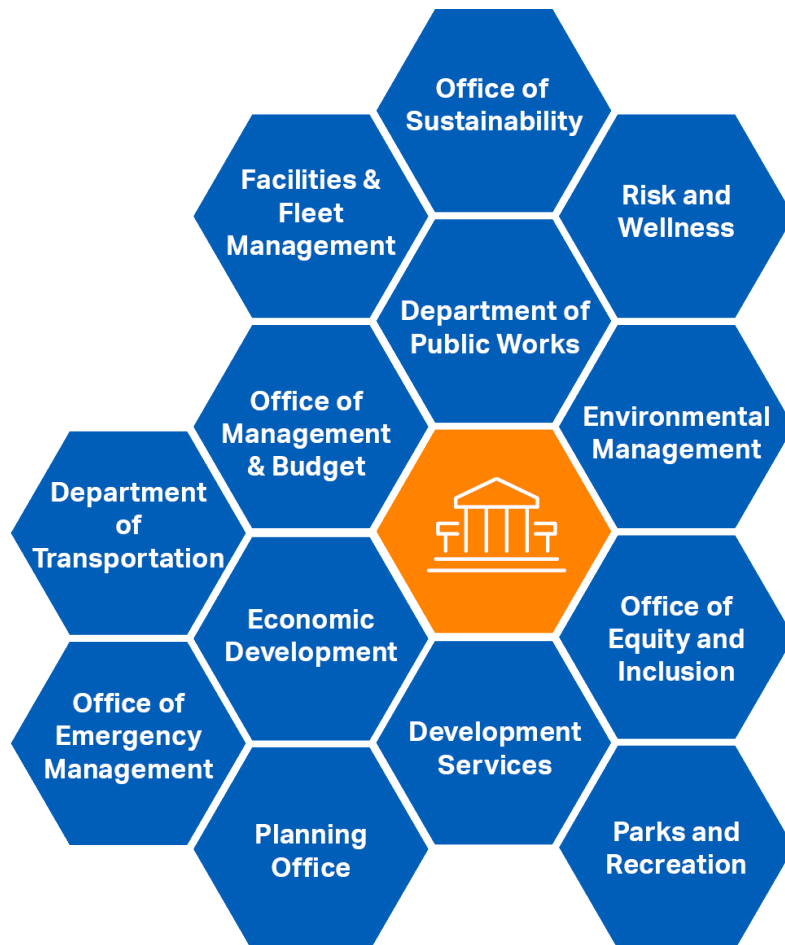 Office of
Sustainability
Facilities &
Fleet
Management
Risk and
Wellness
Department of
Public Works
Office of
Management
& Budget
Environmental
Management
Department
of
Transportation
Economic
Development
Office of
Equity and
Inclusion
Office of
Emergency
Management
Development
Services
Planning
Office
Parks and
Recreation